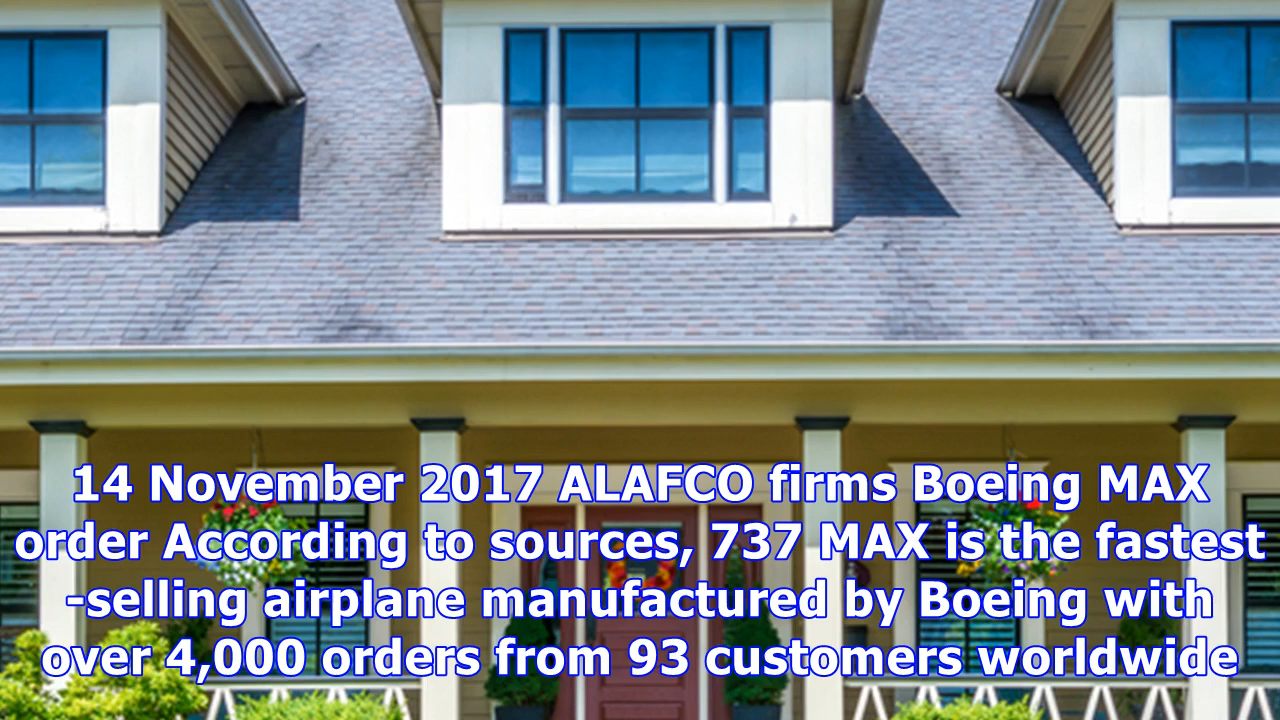 14 November 2017 ALAFCO firms Boeing MAX
order According to sources, 737 MAX is the fastest
-selling airplane manufactured by Boeing with
over 4,000 orders from 93 customers worldwide